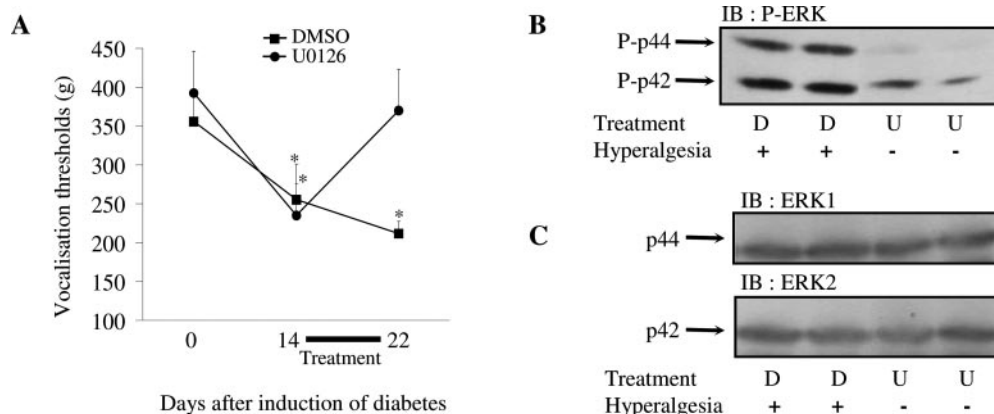 A
DMSO
U0126
Vocalisation thresholds (g)
450
400
350
300
250
200
150
100
*
*
*
0 14 22
Treatment
Days after induction of diabetes
B
IB : P-ERK
P-p44
P-p42
Treatment D D U U
Hyperalgesia + + - -
C
IB : ERK1
p44
IB : ERK2
p42
Treatment D D U U
Hyperalgesia + + - -